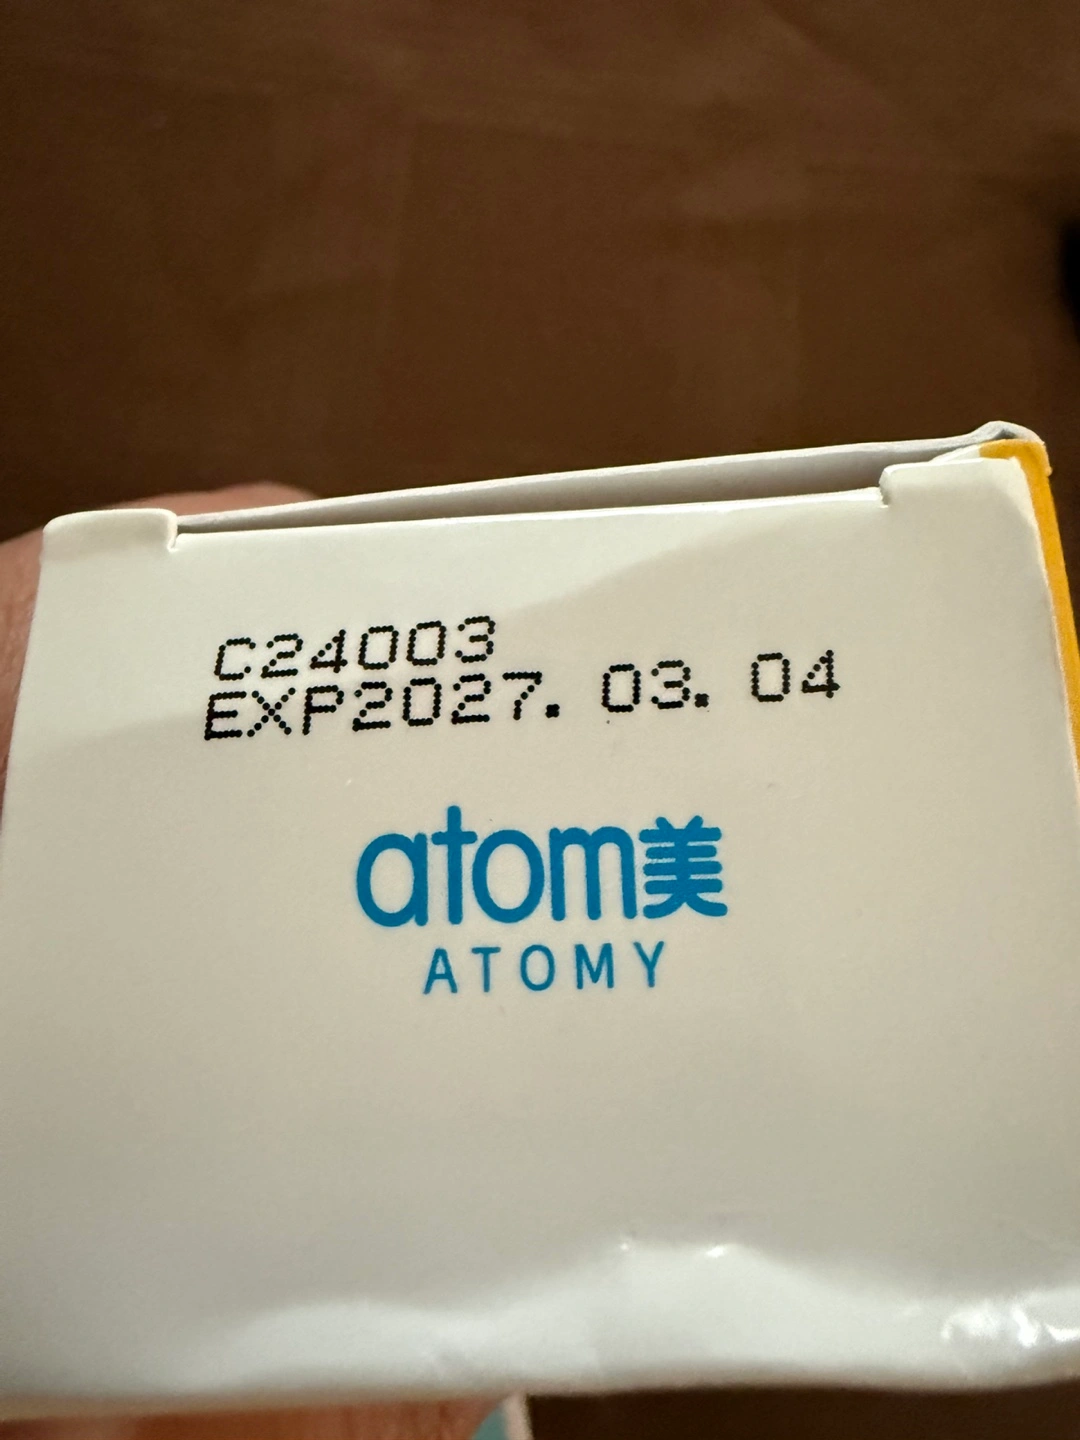 C24003
EXP2027. 03. 04
atom美
ATOMY